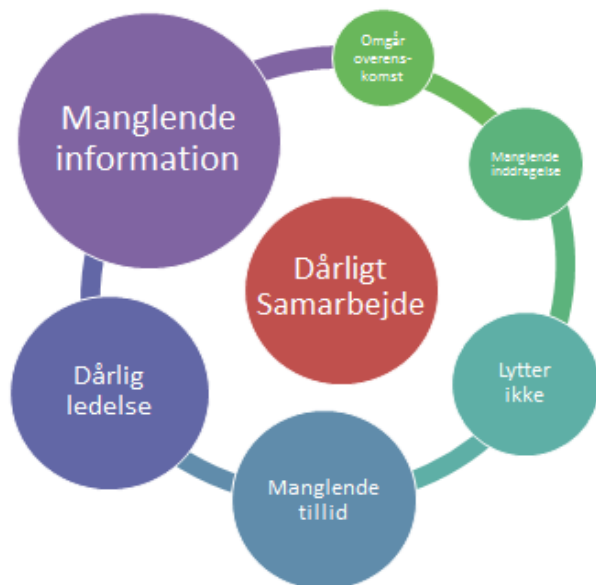 Omgår
overens-
komst
Manglende
information
Manglende
inddragelse
Dårligt
Samarbejde
Lytter
ikke
Dårlig
ledelse
Manglende
tillid